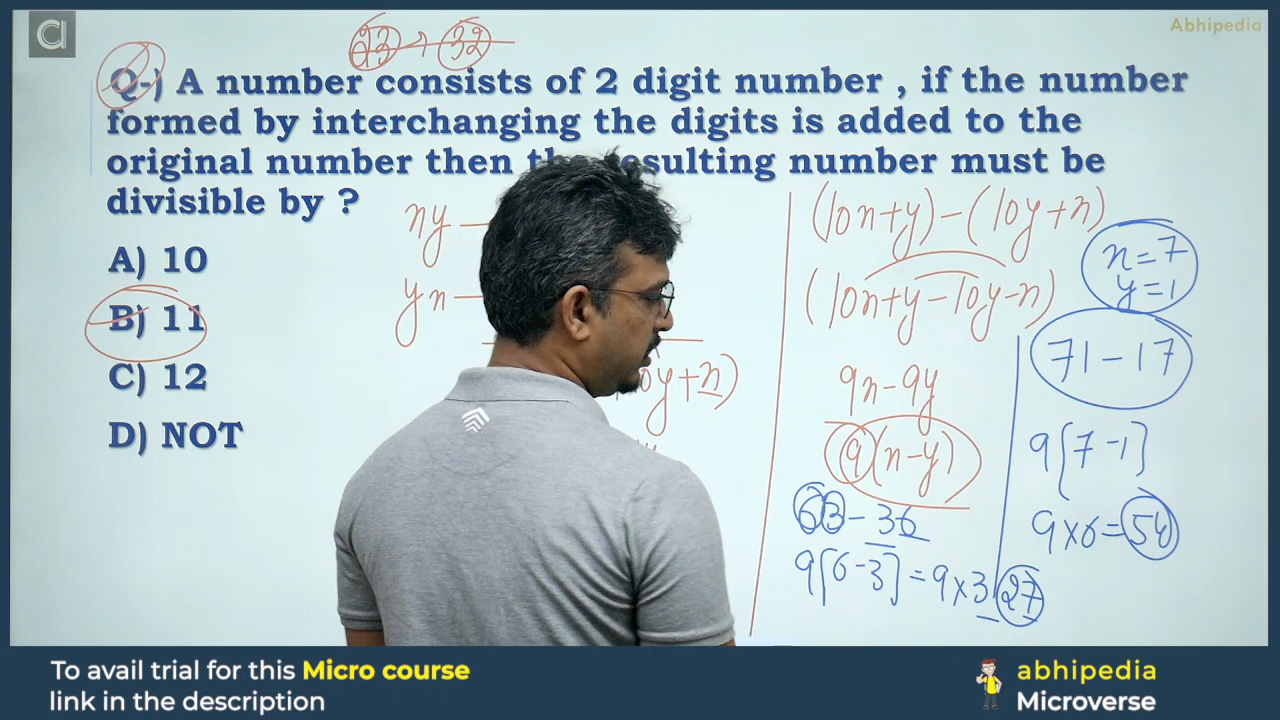 Abhipedia
23 → 32
Q-) A number consists of 2 digit number , if the number
formed by interchanging the digits is added to the
original number then resulting number must be
divisible by ?
A) 10
B) 11
C) 12
D) NOT
xy —
yx —
y+x)
(10x+y)-(10y+x)
(10x+y-10y-x)
9x-9y
9(x-y)
63-36
9[6-3] = 9×3 27
x=7
y=1
71-17
9[7-1]
9×6=54
To avail trial for this Micro course
link in the description
abhipedia
Microverse